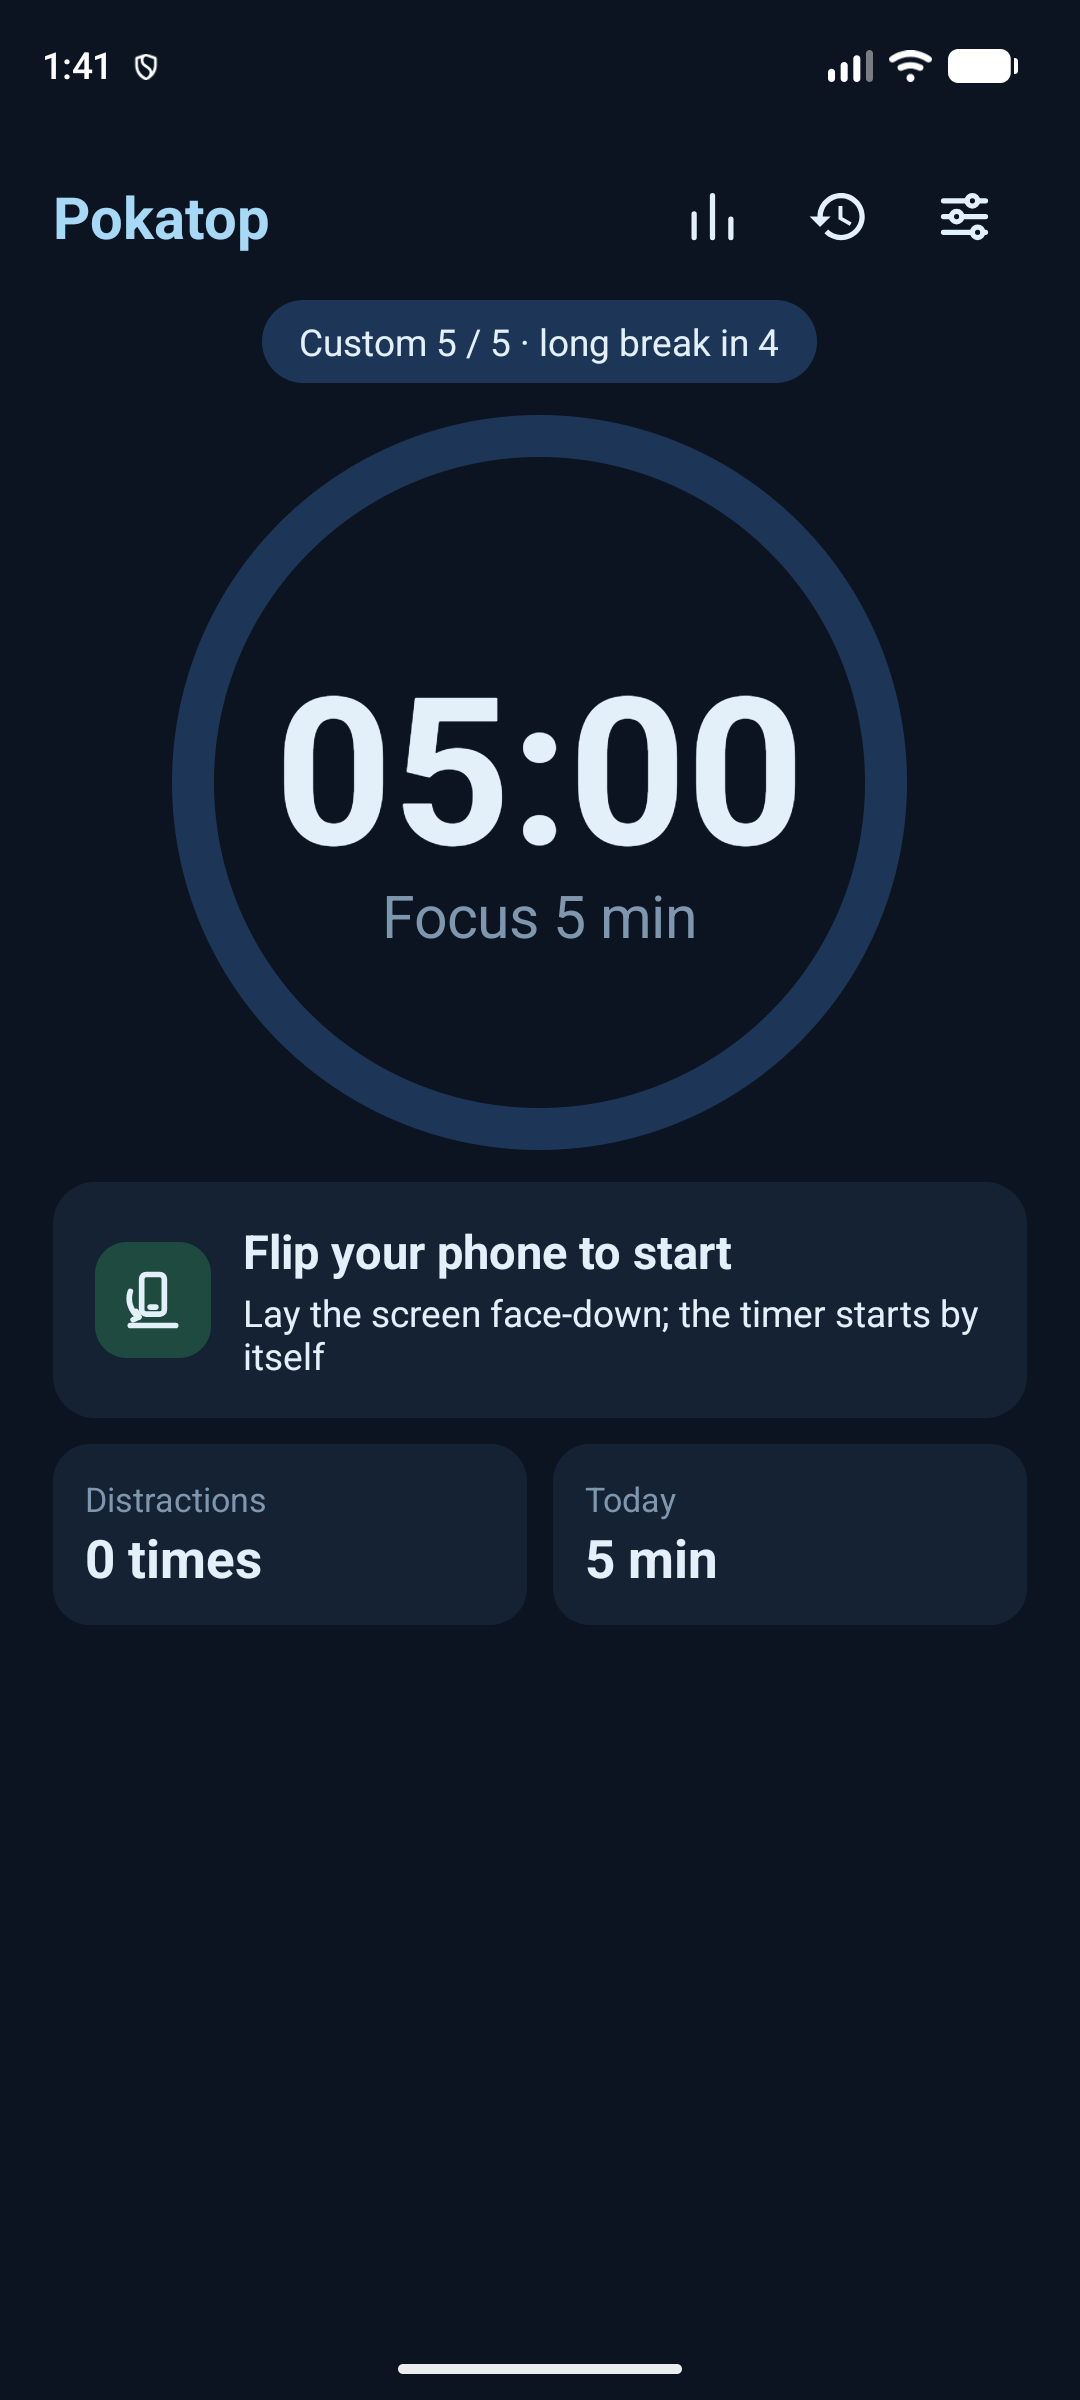 1:41
Pokatop
Custom 5 / 5 · long break in 4
05:00
Focus 5 min
Flip your phone to start
Lay the screen face-down; the timer starts by
itself
Distractions
0 times
Today
5 min